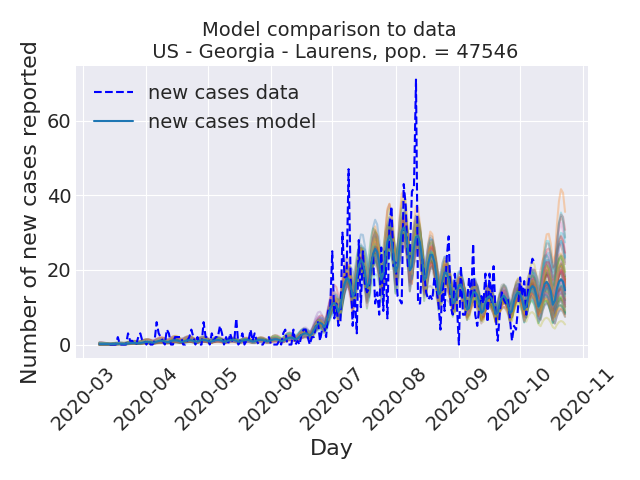 Model comparison to data
US - Georgia - Laurens, pop. = 47546
new cases data
new cases model
Number of new cases reported
60
40
20
0
2020-03
2020-04
2020-05
2020-06
2020-07
2020-08
2020-09
2020-10
2020-11
Day